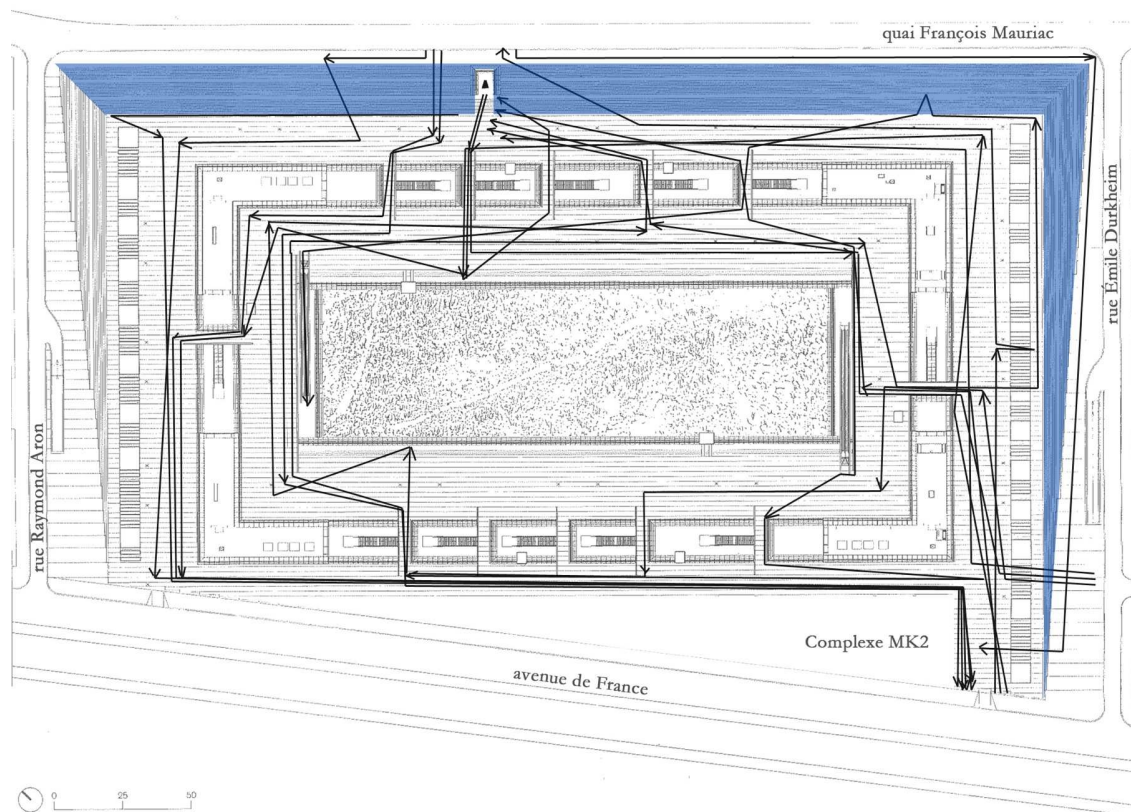 quai François Mauriac
rue Émile Durkheim
rue Raymond Aron
Complexe MK2
avenue de France
0 25 50